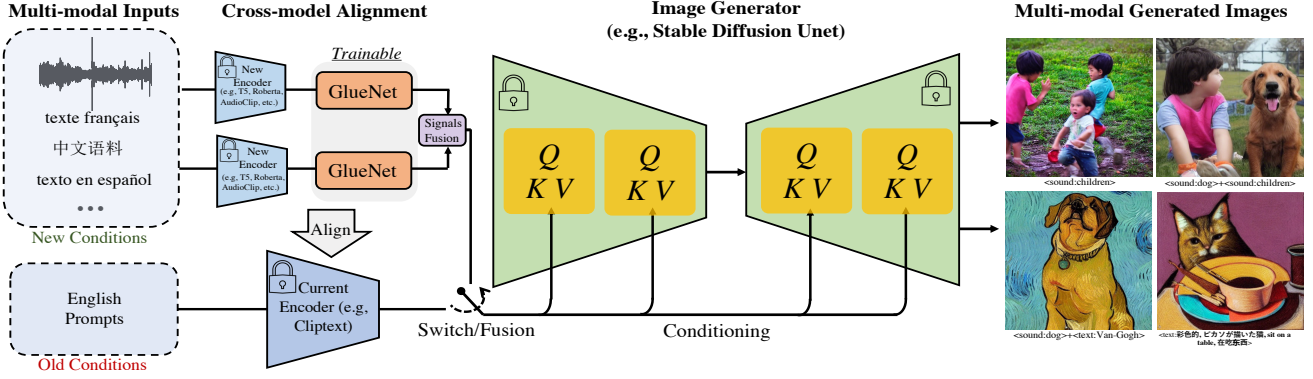 Multi-modal Inputs
texte français
中文语料
texto en español
...
New Conditions
English
Prompts
Old Conditions
Cross-model Alignment
New
Encoder
(e.g, T5, Roberta,
AudioClip, etc.)
Trainable
GlueNet
New
Encoder
(e.g, T5, Roberta,
AudioClip, etc.)
GlueNet
Signals
Fusion
Align
Current
Encoder (e.g,
Cliptext)
Switch/Fusion
Image Generator
(e.g., Stable Diffusion Unet)
Q
K V
Q
K V
Q
K V
Q
K V
Conditioning
Multi-modal Generated Images
<sound:children>
<sound:dog>+<sound:children>
<sound:dog>+<text:Van-Gogh>
<text:彩色的, ピカソが描いた猫, sit on a
table, 在吃东西>